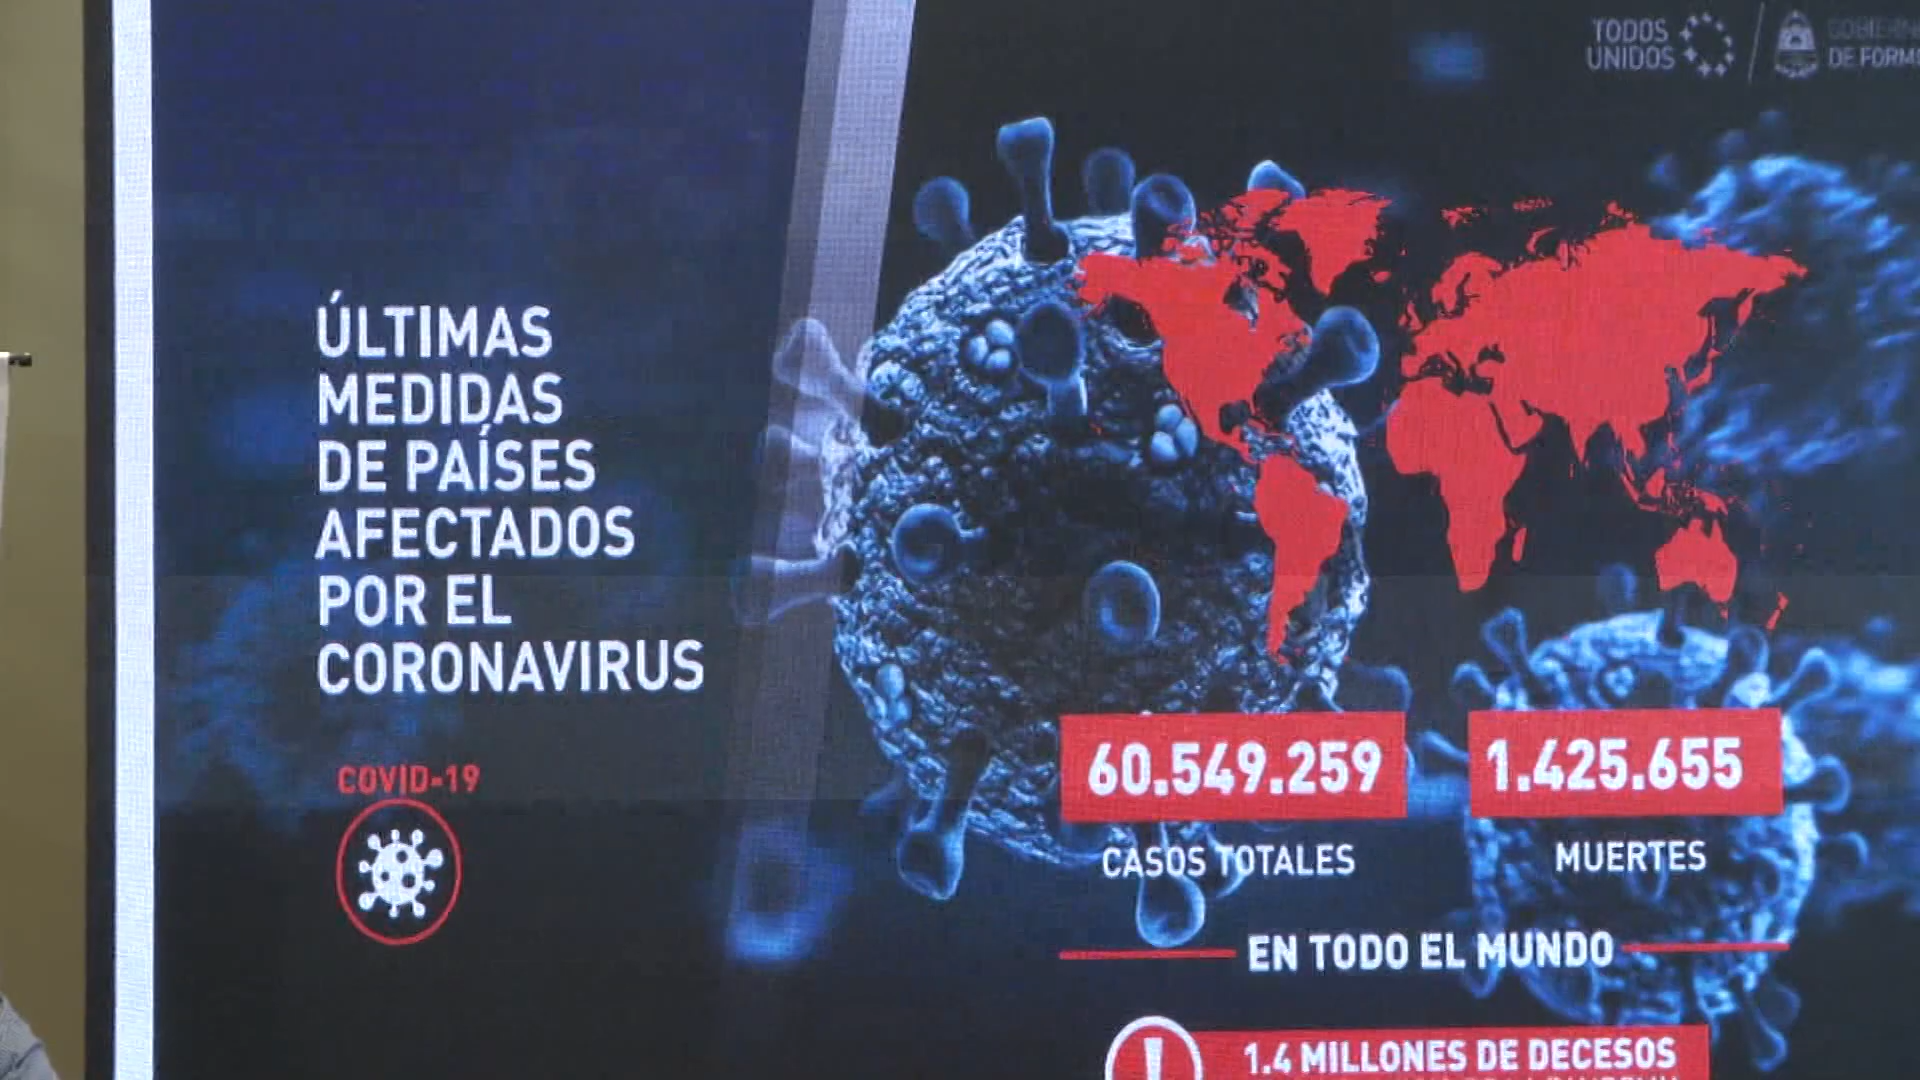 TODOS
UNIDOS
DE
ÚLTIMAS
MEDIDAS
DE PAÍSES
AFECTADOS
POR EL
CORONAVIRUS
COVID-19
60.549.259
1.425.655
CASOS TOTALES
MUERTES
EN TODO EL MUNDO
1.4 MILLONES DE DECESOS